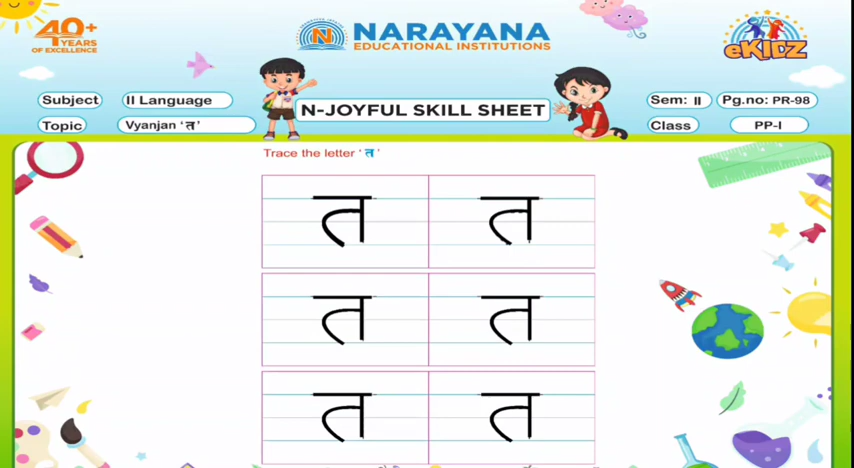 40+
YEARS
OF EXCELLENCE
N NARAYANA
EDUCATIONAL INSTITUTIONS
eKIDZ
Subject II Language
Topic Vyanjan ‘त’
N-JOYFUL SKILL SHEET
Sem: II Pg.no: PR-98
Class PP-I
Trace the letter ‘त’
त त
त त
त त